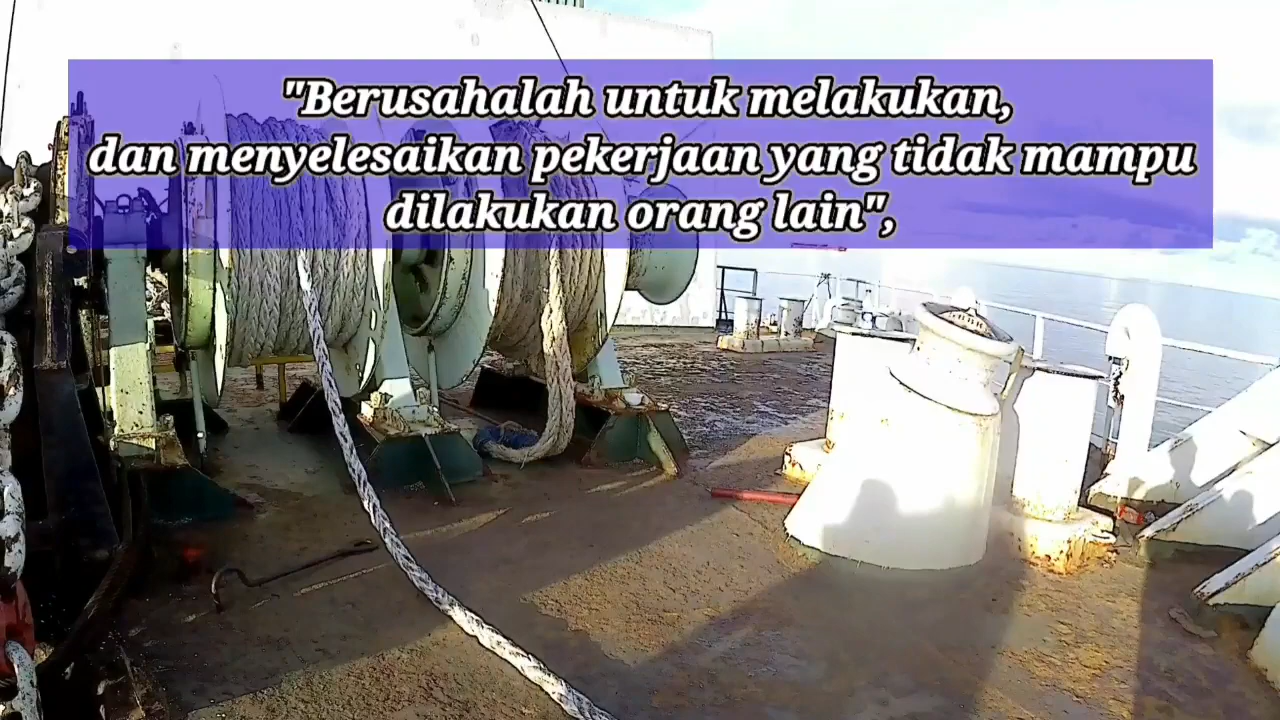 "Berusahalah untuk melakukan,
dan menyelesaikan pekerjaan yang tidak mampu
dilakukan orang lain",